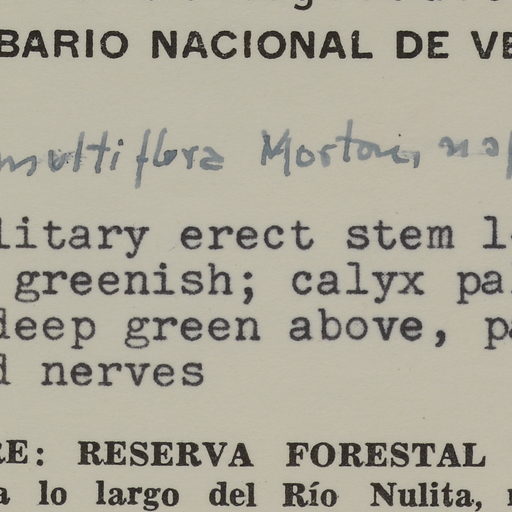 BARIO NACIONAL DE VE
multiflora Morton,
litary erect stem l
greenish; calyx pa
deep green above, p
d nerves
RE: RESERVA FORESTAL
a lo largo del Río Nulita,